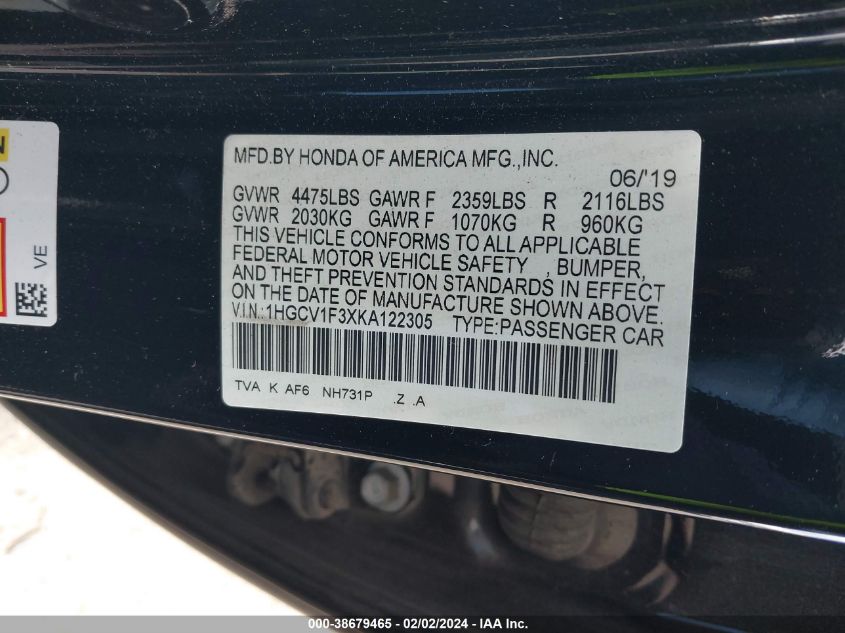 MFD.BY HONDA OF AMERICA MFG.,INC.
06/'19
GVWR 4475LBS GAWR F 2359LBS R 2116LBS
GVWR 2030KG GAWR F 1070KG R 960KG
THIS VEHICLE CONFORMS TO ALL APPLICABLE
FEDERAL MOTOR VEHICLE SAFETY , BUMPER,
AND THEFT PREVENTION STANDARDS IN EFFECT
ON THE DATE OF MANUFACTURE SHOWN ABOVE.
V.I.N.:1HGCV1F3XKA122305 TYPE:PASSENGER CAR
TVA K AF6 NH731P .Z .A
VE
000-38679465 - 02/02/2024 - IAA Inc.